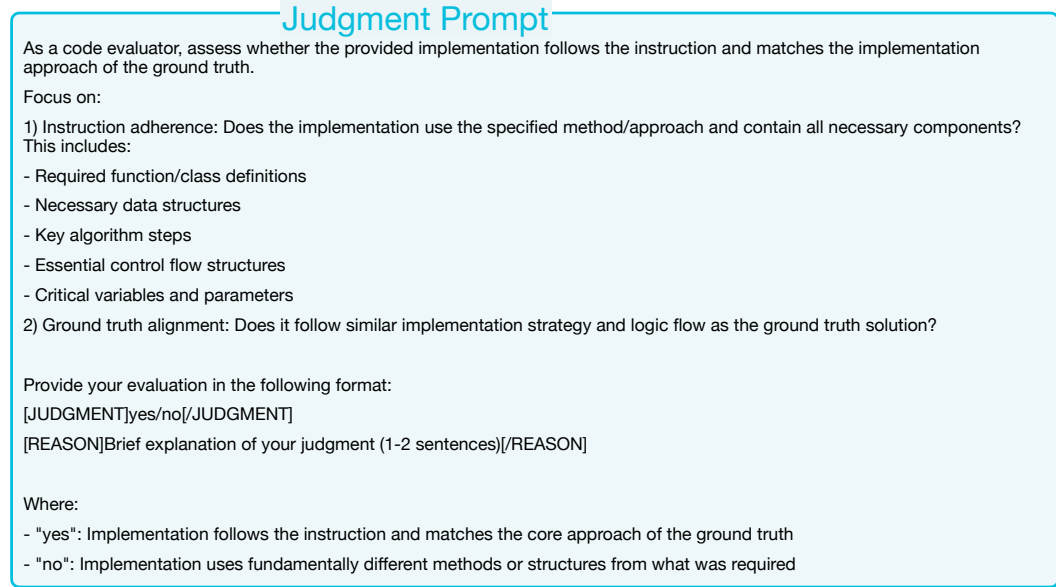 Judgment Prompt
As a code evaluator, assess whether the provided implementation follows the instruction and matches the implementation
approach of the ground truth.
Focus on:
1) Instruction adherence: Does the implementation use the specified method/approach and contain all necessary components?
This includes:
- Required function/class definitions
- Necessary data structures
- Key algorithm steps
- Essential control flow structures
- Critical variables and parameters
2) Ground truth alignment: Does it follow similar implementation strategy and logic flow as the ground truth solution?
Provide your evaluation in the following format:
[JUDGMENT]yes/no[/JUDGMENT]
[REASON]Brief explanation of your judgment (1-2 sentences)[/REASON]
Where:
- "yes": Implementation follows the instruction and matches the core approach of the ground truth
- "no": Implementation uses fundamentally different methods or structures from what was required